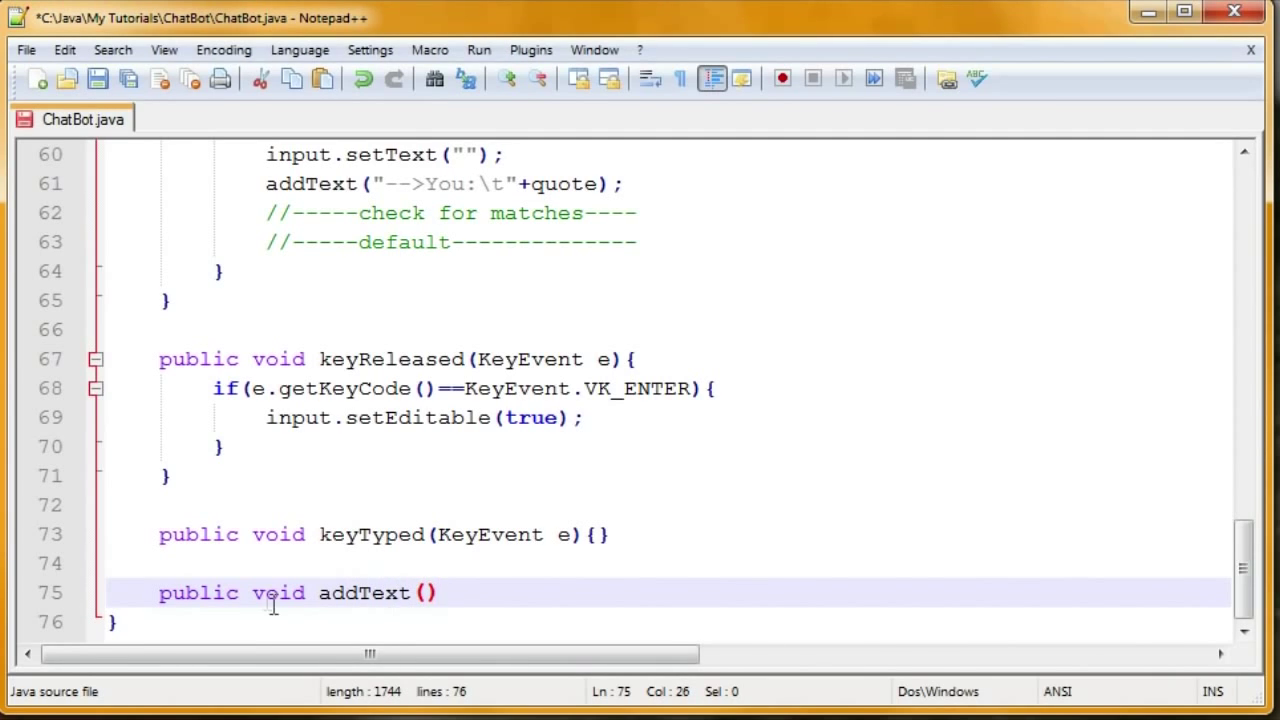 *C:\Java\My Tutorials\ChatBot\ChatBot.java - Notepad++
File Edit Search View Encoding Language Settings Macro Run Plugins Window ? X
ABC
ChatBot.java
60 input.setText("");
61 addText("-->You:\t"+quote);
62 //-----check for matches----
63 //-----default--------------
64 }
65 }
66
67 public void keyReleased(KeyEvent e){
68 if(e.getKeyCode()==KeyEvent.VK_ENTER){
69 input.setEditable(true);
70 }
71 }
72
73 public void keyTyped(KeyEvent e){}
74
75 public void addText()
76 }
Java source file length : 1744 lines : 76 Ln : 75 Col : 26 Sel : 0 Dos\Windows ANSI INS